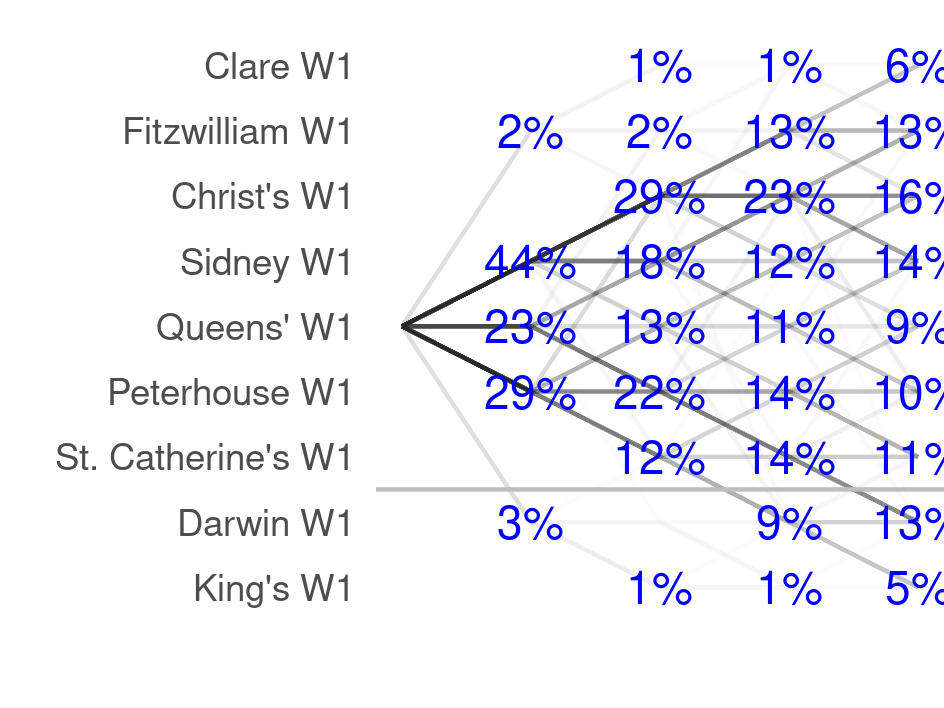 Clare W1 1% 1% 6%
Fitzwilliam W1 2% 2% 13% 13%
Christ's W1 29% 23% 16%
Sidney W1 44% 18% 12% 14%
Queens' W1 23% 13% 11% 9%
Peterhouse W1 29% 22% 14% 10%
St. Catherine's W1 12% 14% 11%
Darwin W1 3% 9% 13%
King's W1 1% 1% 5%